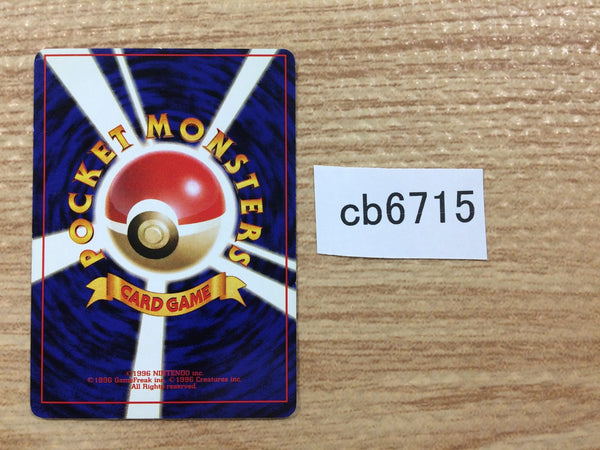 POCKET MONSTERS
CARD GAME
©1996 NINTENDO inc.
©1996 GameFreak inc. ©1996 Creatures inc.
All Rights reserved.
cb6715